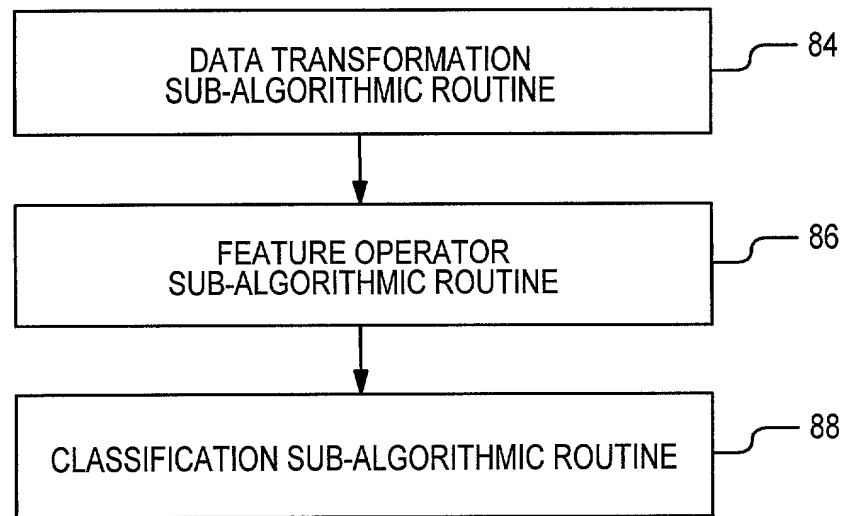 DATA TRANSFORMATION
SUB-ALGORITHMIC ROUTINE
84
FEATURE OPERATOR
SUB-ALGORITHMIC ROUTINE
86
CLASSIFICATION SUB-ALGORITHMIC ROUTINE
88